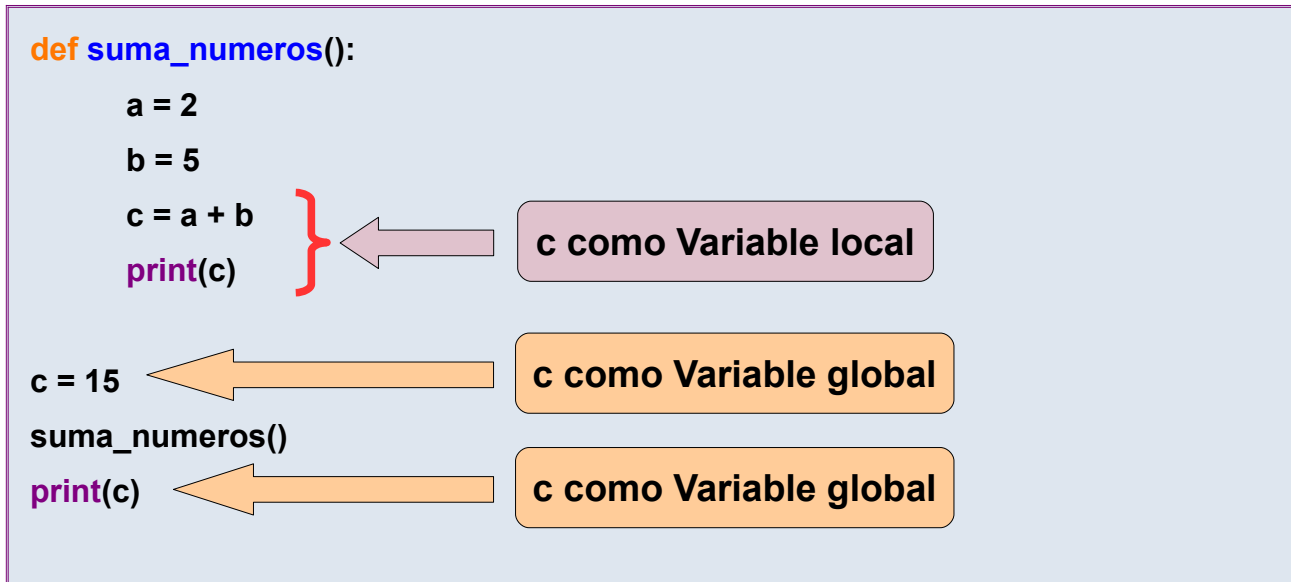 def suma_numeros():
a = 2
b = 5
c = a + b
print(c)
c como Variable local
c = 15
c como Variable global
suma_numeros()
print(c)
c como Variable global